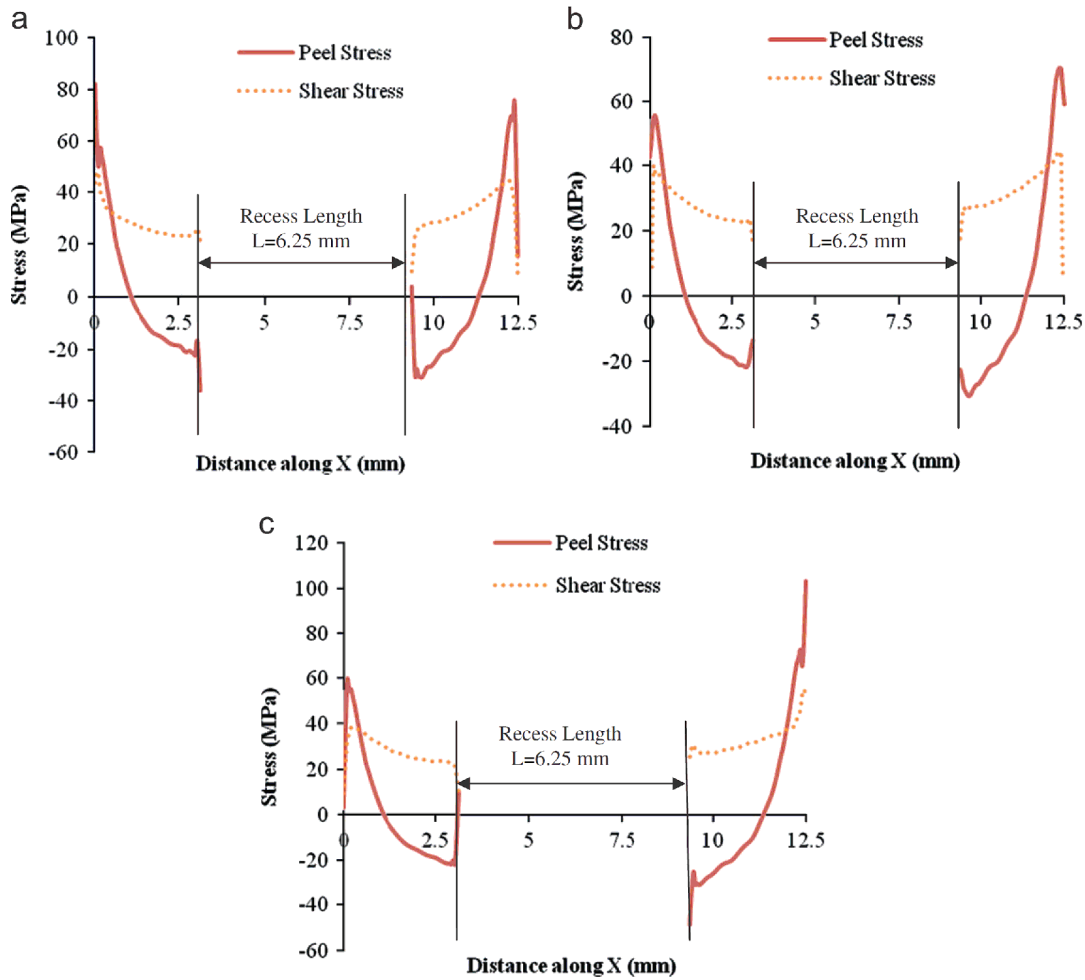 a
100
80
60
40
20
0
-20
-40
-60
Stress (MPa)
Peel Stress
Shear Stress
Recess Length
L=6.25 mm
0
2.5
5
7.5
10
12.5
Distance along X (mm)
b
80
60
40
20
0
-20
-40
Stress (MPa)
Peel Stress
Shear Stress
Recess Length
L=6.25 mm
0
2.5
5
7.5
10
12.5
Distance along X (mm)
c
120
100
80
60
40
20
0
-20
-40
-60
Stress (MPa)
Peel Stress
Shear Stress
Recess Length
L=6.25 mm
0
2.5
5
7.5
10
12.5
Distance along X (mm)